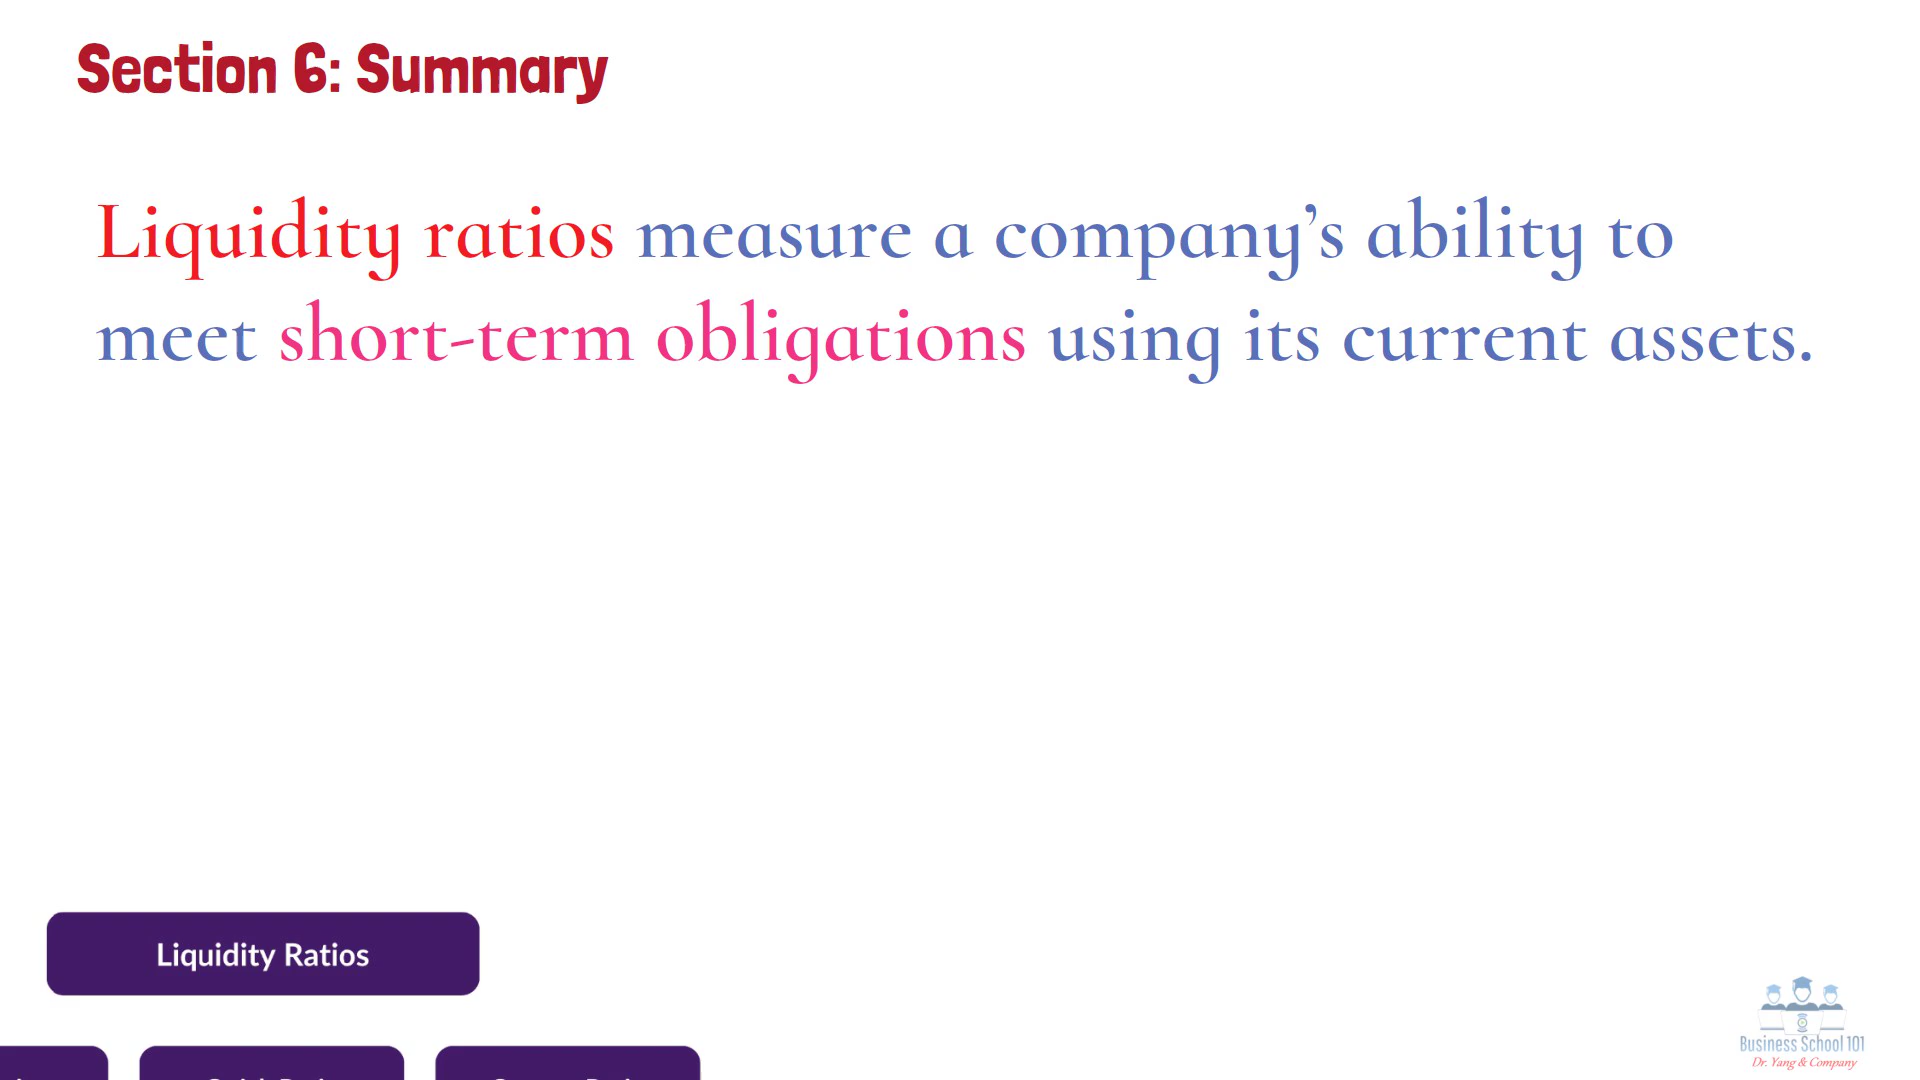 Section 6: Summary
Liquidity ratios measure a company’s ability to
meet short-term obligations using its current assets.
Liquidity Ratios
Business School 101
Dr. Yang & Company